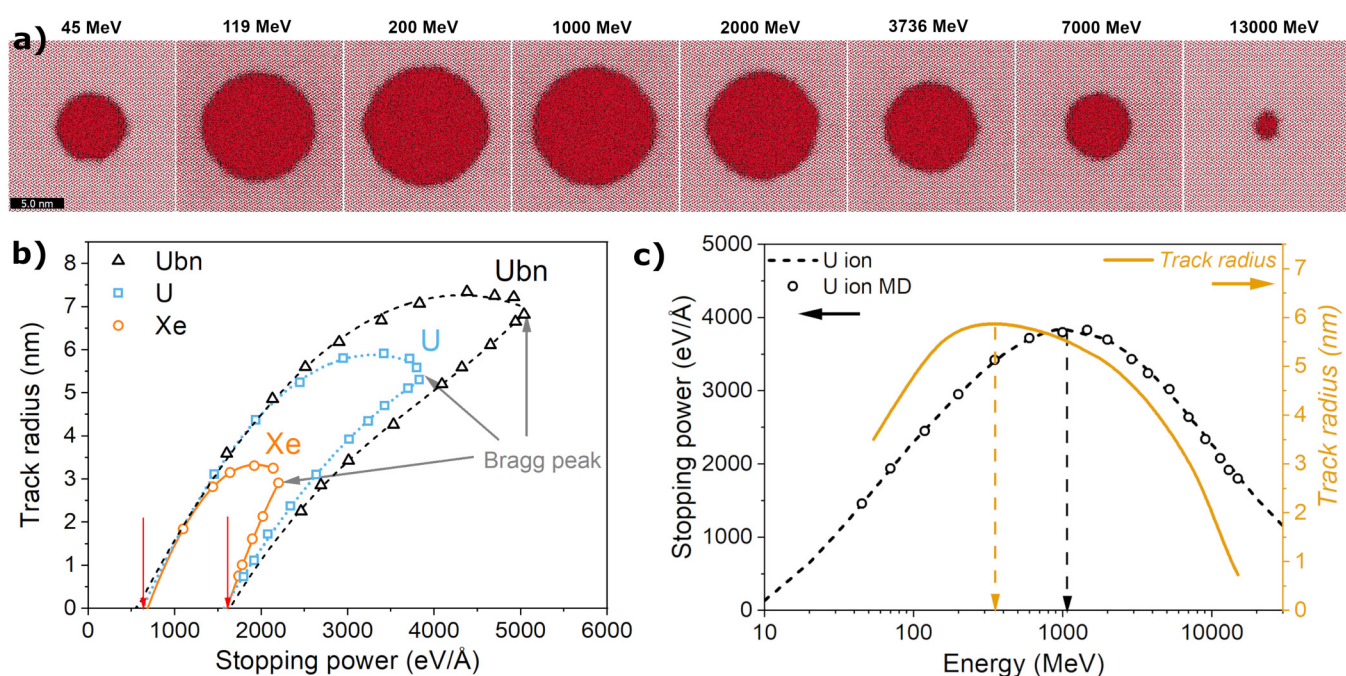 a)
45 MeV 119 MeV 200 MeV 1000 MeV 2000 MeV 3736 MeV 7000 MeV 13000 MeV
5.0 nm
b)
Ubn
U
Xe
Ubn
U
Xe
Bragg peak
Track radius (nm)
8
7
6
5
4
3
2
1
0
0 1000 2000 3000 4000 5000 6000
Stopping power (eV/Å)
c)
U ion
U ion MD
Track radius
Stopping power (eV/Å)
5000
4000
3000
2000
1000
0
Track radius (nm)
7
6
5
4
3
2
1
0
10 100 1000 10000
Energy (MeV)